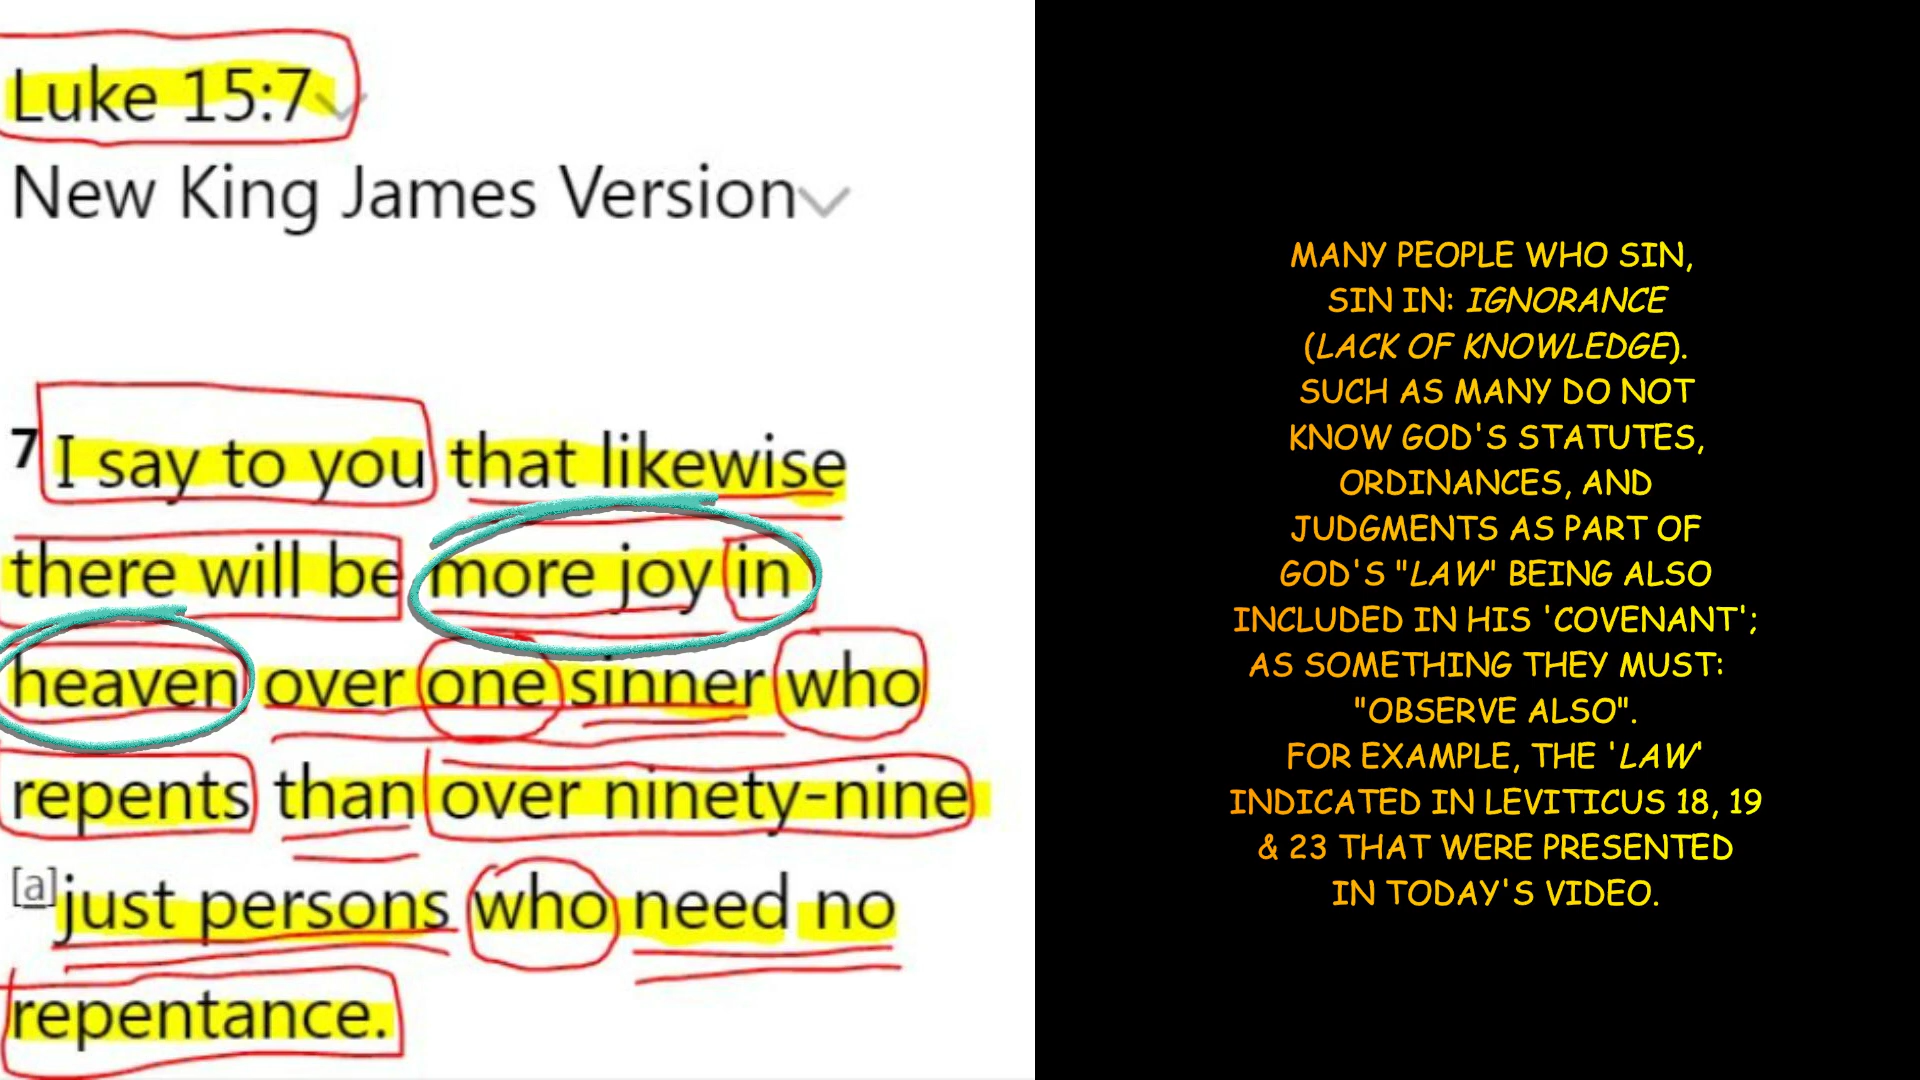 Luke 15:7
New King James Version
7 I say to you that likewise
there will be more joy in
heaven over one sinner who
repents than over ninety-nine
[a]just persons who need no
repentance.
MANY PEOPLE WHO SIN,
SIN IN: IGNORANCE
(LACK OF KNOWLEDGE).
SUCH AS MANY DO NOT
KNOW GOD'S STATUTES,
ORDINANCES, AND
JUDGMENTS AS PART OF
GOD'S "LAW" BEING ALSO
INCLUDED IN HIS 'COVENANT';
AS SOMETHING THEY MUST:
"OBSERVE ALSO".
FOR EXAMPLE, THE 'LAW'
INDICATED IN LEVITICUS 18, 19
& 23 THAT WERE PRESENTED
IN TODAY'S VIDEO.